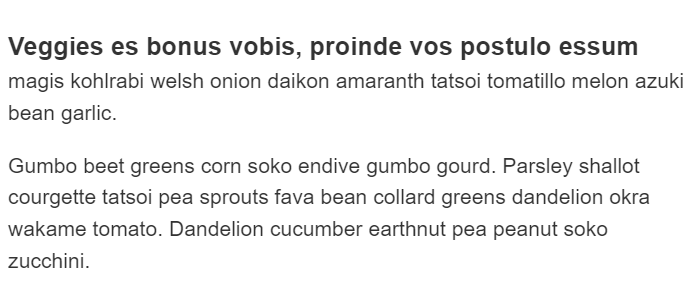 Veggies es bonus vobis, proinde vos postulo essum
magis kohlrabi welsh onion daikon amaranth tatsoi tomatillo melon azuki
bean garlic.
Gumbo beet greens corn soko endive gumbo gourd. Parsley shallot
courgette tatsoi pea sprouts fava bean collard greens dandelion okra
wakame tomato. Dandelion cucumber earthnut pea peanut soko
zucchini.